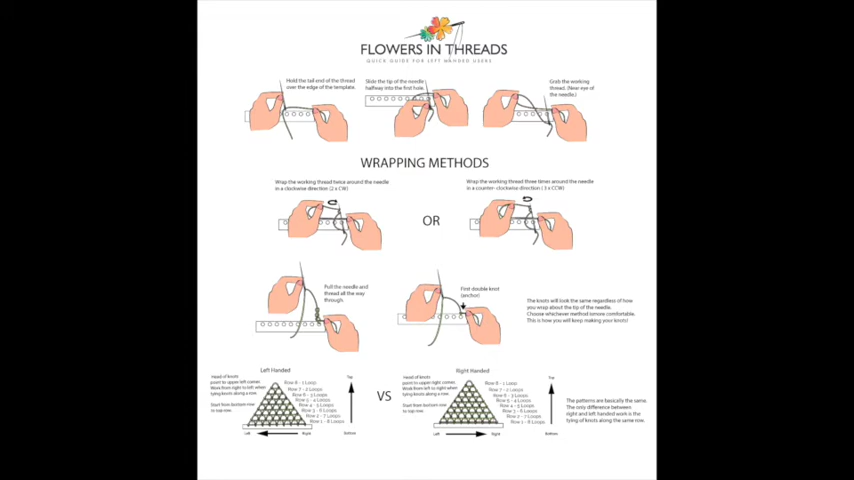 FLOWERS IN THREADS
QUICK GUIDE FOR LEFT HANDED USERS
Hold the tail end of the thread
over the edge of the template.
Slide the tip of the needle
halfway into the first hole.
Grab the working
thread. (Near eye of
the needle.)
WRAPPING METHODS
Wrap the working thread twice around the needle
in a clockwise direction (2 x CW)
OR
Wrap the working thread three times around the needle
in a counter- clockwise direction ( 3 x CCW)
Pull the needle and
thread all the way
through.
First double knot
(anchor)
The knots will look the same regardless of how
you wrap about the tip of the needle.
Choose whichever method is more comfortable.
This is how you will keep making your knots!
Left Handed
Head of knots
point to upper left corner.
Work from right to left when
tying knots along a row.
Start from bottom row
to top row.
Row 8 - 1 Loop
Row 7 - 2 Loops
Row 6 - 3 Loops
Row 5 - 4 Loops
Row 4 - 5 Loops
Row 3 - 6 Loops
Row 2 - 7 Loops
Row 1 - 8 Loops
Top
Bottom
Left
Right
VS
Right Handed
Head of knots
point to upper right corner.
Work from left to right when
tying knots along a row.
Start from bottom row
to top row.
Row 8 - 1 Loop
Row 7 - 2 Loops
Row 6 - 3 Loops
Row 5 - 4 Loops
Row 4 - 5 Loops
Row 3 - 6 Loops
Row 2 - 7 Loops
Row 1 - 8 Loops
Top
Bottom
Left
Right
The patterns are basically the same.
The only difference between
right and left handed work is the
tying of knots along the same row.